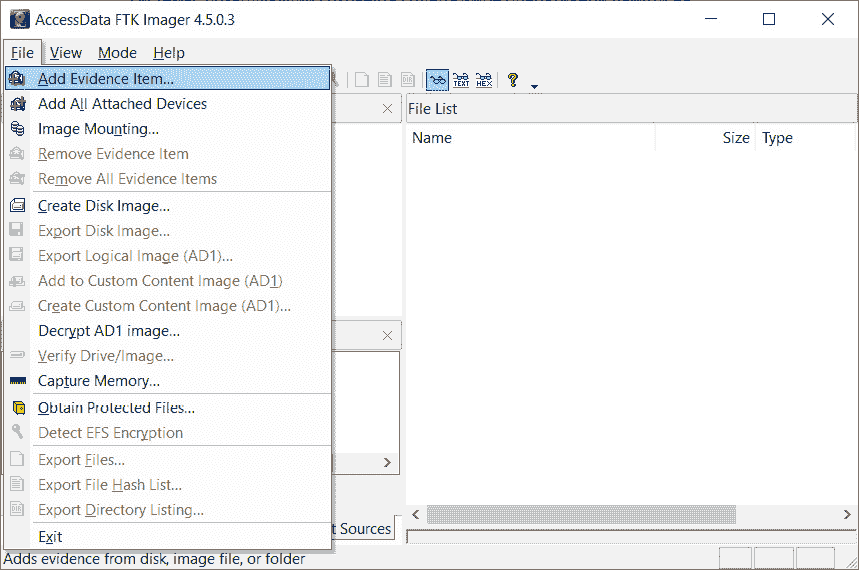 AccessData FTK Imager 4.5.0.3
File View Mode Help
Add Evidence Item...
TEXT HEX
DIR
Add All Attached Devices
File List
Image Mounting...
Name Size Type
Remove Evidence Item
Remove All Evidence Items
Create Disk Image...
Export Disk Image...
Export Logical Image (AD1)...
Add to Custom Content Image (AD1)
Create Custom Content Image (AD1)...
Decrypt AD1 image...
Verify Drive/Image...
Capture Memory...
Obtain Protected Files...
Detect EFS Encryption
Export Files...
Export File Hash List...
DIR
Export Directory Listing...
Exit
t Sources
Adds evidence from disk, image file, or folder